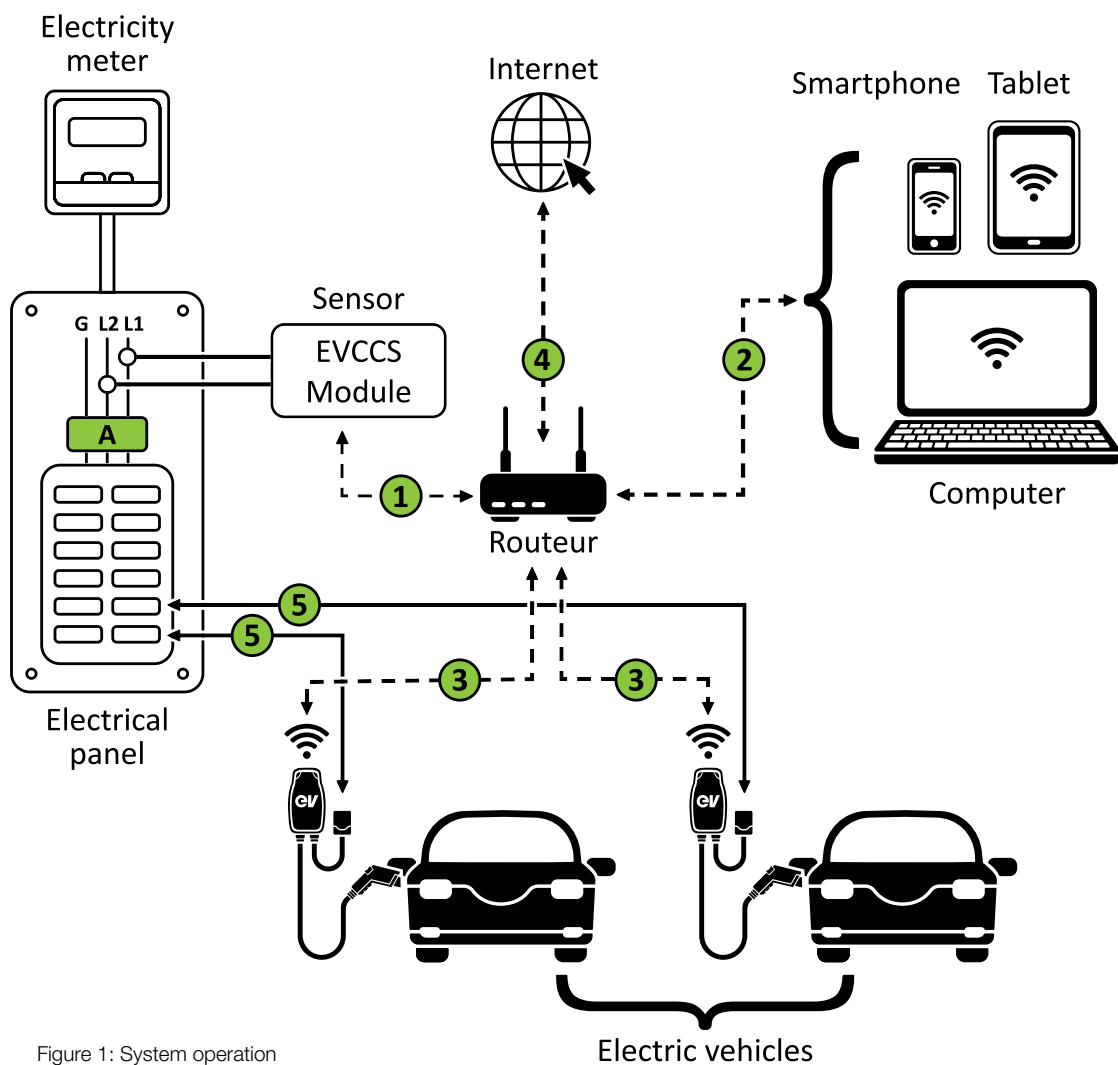 Electricity
meter
Internet
Smartphone Tablet
G L2 L1
Sensor
EVCCS
Module
A
4
2
1
Routeur
Computer
5
5
3
3
Electrical
panel
ev
ev
Electric vehicles
Figure 1: System operation